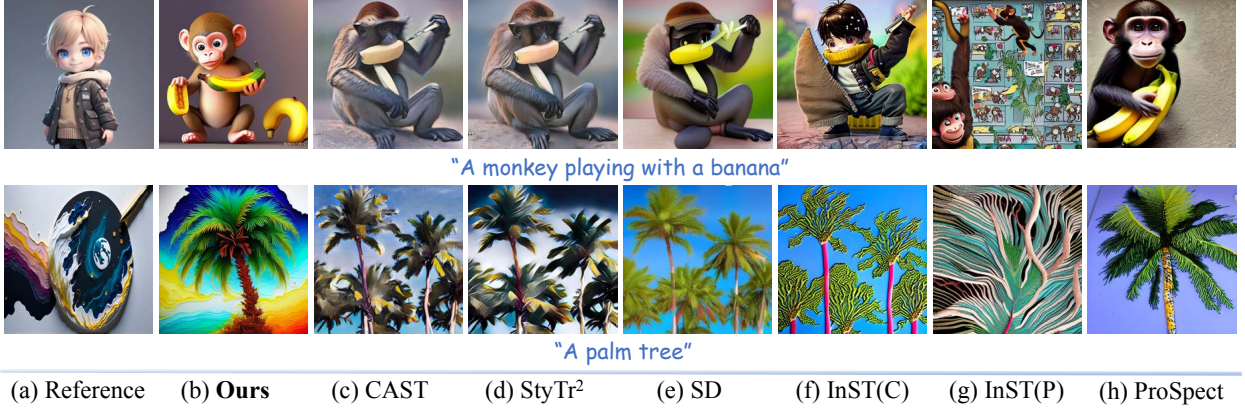 “A monkey playing with a banana”
“A palm tree”
(a) Reference (b) Ours (c) CAST (d) StyTr² (e) SD (f) InST(C) (g) InST(P) (h) ProSpect